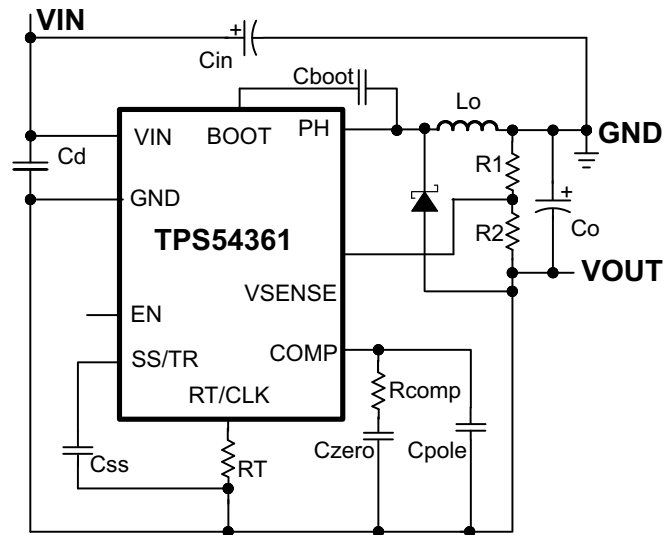 VIN
+
Cin
Cboot
Lo
VIN
BOOT
PH
GND
Cd
R1
GND
+
TPS54361
R2
Co
VOUT
VSENSE
EN
COMP
SS/TR
RT/CLK
Rcomp
Css
RT
Czero
Cpole